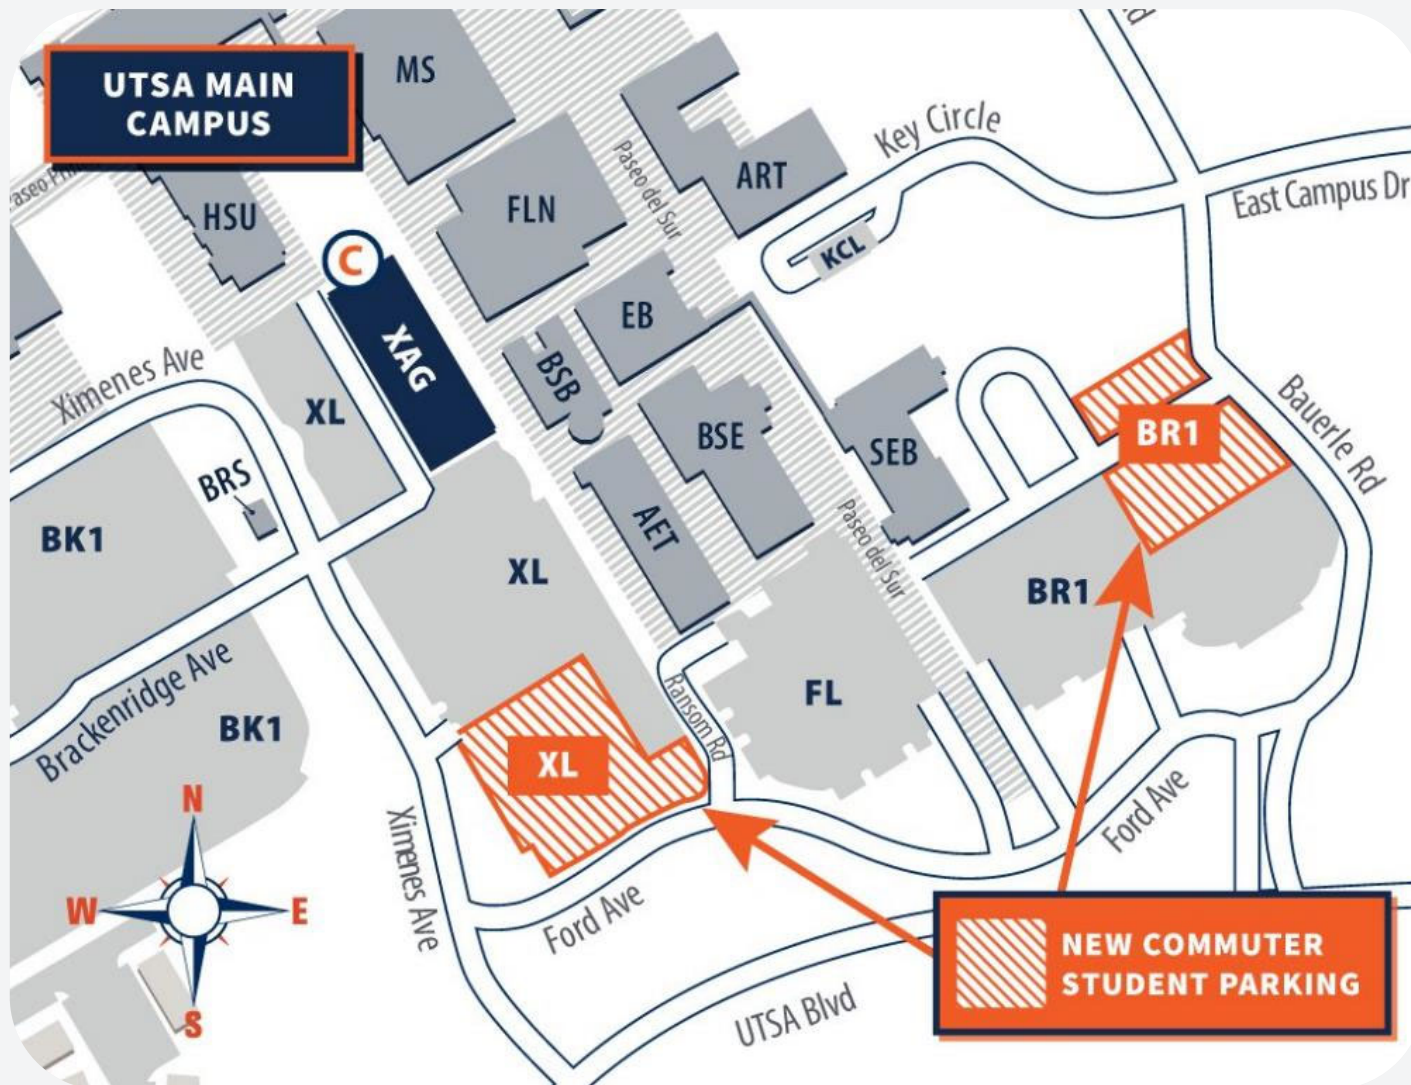 UTSA MAIN
CAMPUS
MS
HSU
FLN
Paseo del Sur
ART
Key Circle
East Campus Dr
KCL
C
XAG
EB
BSB
Ximenes Ave
XL
BSE
SEB
BR1
Bauerle Rd
BRS
BK1
AET
XL
Paseo del Sur
BR1
Brackenridge Ave
BK1
FL
Ransom Rd
XL
N
W
E
S
Ximenes Ave
Ford Ave
Ford Ave
UTSA Blvd
NEW COMMUTER
STUDENT PARKING